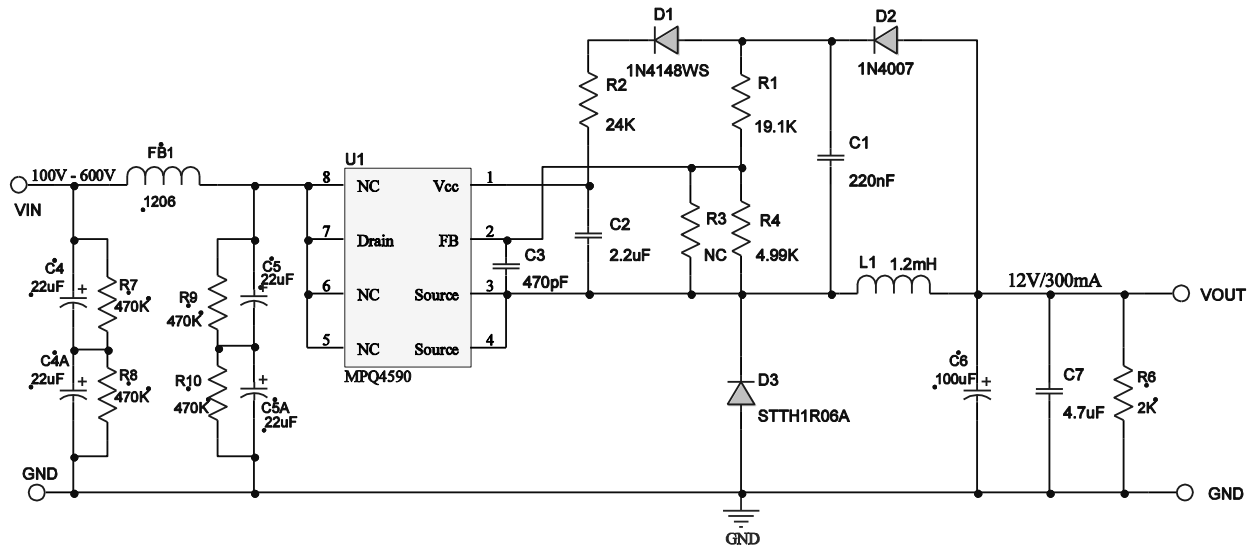 D1
1N4148WS
D2
1N4007
R2
24K
R1
19.1K
C1
220nF
FB1
1206
100V - 600V
VIN
U1
8
NC
Vcc
1
7
Drain
FB
2
6
NC
Source
3
5
NC
Source
4
MPQ4590
C2
2.2uF
C3
470pF
R3
NC
R4
4.99K
L1
1.2mH
12V/300mA
VOUT
C4
22uF
R7
470K
C4A
22uF
R8
470K
R9
470K
C5
22uF
R10
470K
C5A
22uF
D3
STTH1R06A
C6
100uF
C7
4.7uF
R6
2K
GND
GND
GND